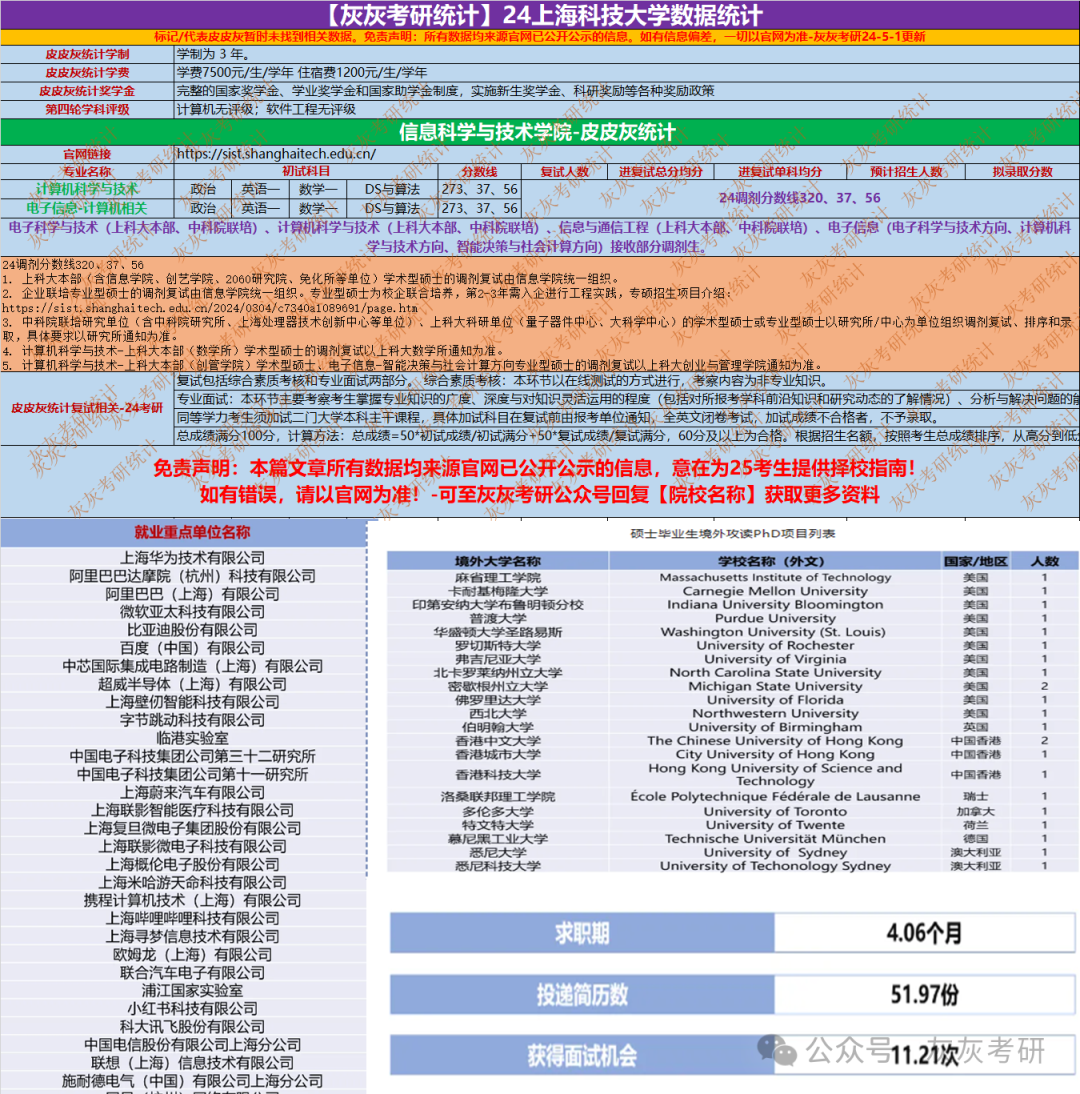 【灰灰考研统计】24上海科技大学数据统计
标记/代表皮皮灰暂时未找到相关数据。免责声明：所有数据均来源官网已公开公示的信息。如有信息偏差，一切以官网为准-灰灰考研24-5-1更新
皮皮灰统计学制 学制为 3 年。
皮皮灰统计学费 学费7500元/生/学年 住宿费1200元/生/学年
皮皮灰统计奖学金 完整的国家奖学金、学业奖学金和国家助学金制度，实施新生奖学金、科研奖励等各种奖励政策
第四轮学科评级 计算机无评级；软件工程无评级
信息科学与技术学院-皮皮灰统计
官网链接 https://sist.shanghaitech.edu.cn/
专业名称 初试科目 分数线 复试人数 进复试总分均分 进复试单科均分 预计招生人数 拟录取分数
计算机科学与技术 政治 英语一 数学一 DS与算法 273、37、56
24调剂分数线320、37、56
电子信息-计算机相关 政治 英语一 数学一 DS与算法 273、37、56
电子科学与技术（上科大本部、中科院联培）、计算机科学与技术（上科大本部、中科院联培）、信息与通信工程（上科大本部、中科院联培）、电子信息（电子科学与技术方向、计算机科
学与技术方向、智能决策与社会计算方向）接收部分调剂生。
24调剂分数线320、37、56
1. 上科大本部（含信息学院、创艺学院、2060研究院、免化所等单位）学术型硕士的调剂复试由信息学院统一组织。
2. 企业联培专业型硕士的调剂复试由信息学院统一组织。专业型硕士为校企联合培养，第2-3年需入企进行工程实践，专硕招生项目介绍：
https://sist.shanghaitech.edu.cn/2024/0304/c7340a1089691/page.htm
3. 中科院联培研究单位（含中科院研究所、上海处理器技术创新中心等单位）、上科大科研单位（量子器件中心、大科学中心）的学术型硕士或专业型硕士以研究所/中心为单位组织调剂复试、排序和录
取，具体要求以研究所通知为准。
4. 计算机科学与技术-上科大本部（数学所）学术型硕士的调剂复试以上科大数学所通知为准。
5. 计算机科学与技术-上科大本部（创管学院）学术型硕士、电子信息-智能决策与社会计算方向专业型硕士的调剂复试以上科大创业与管理学院通知为准。
皮皮灰统计复试相关-24考研
复试包括综合素质考核和专业面试两部分。 综合素质考核：本环节以在线测试的方式进行，考察内容为非专业知识。
专业面试：本环节主要考察考生掌握专业知识的广度、深度与对知识灵活运用的程度（包括对所报考学科前沿知识和研究动态的了解情况）、分析与解决问题的
同等学力考生须加试二门大学本科主干课程，具体加试科目在复试前由报考单位通知，全英文闭卷考试，加试成绩不合格者，不予录取。
总成绩满分100分，计算方法：总成绩=50*初试成绩/初试满分+50*复试成绩/复试满分，60分及以上为合格。根据招生名额，按照考生总成绩排序，从高分到低
免责声明：本篇文章所有数据均来源官网已公开公示的信息，意在为25考生提供择校指南！
如有错误，请以官网为准！-可至灰灰考研公众号回复【院校名称】获取更多资料
就业重点单位名称
上海华为技术有限公司
阿里巴巴达摩院（杭州）科技有限公司
阿里巴巴（上海）有限公司
微软亚太科技有限公司
比亚迪股份有限公司
百度（中国）有限公司
中芯国际集成电路制造（上海）有限公司
超威半导体（上海）有限公司
上海壁仞智能科技有限公司
字节跳动科技有限公司
临港实验室
中国电子科技集团公司第三十二研究所
中国电子科技集团公司第十一研究所
上海蔚来汽车有限公司
上海联影智能医疗科技有限公司
上海复旦微电子集团股份有限公司
上海联影微电子科技有限公司
上海概伦电子股份有限公司
上海米哈游天命科技有限公司
携程计算机技术（上海）有限公司
上海哔哩哔哩科技有限公司
上海寻梦信息技术有限公司
欧姆龙（上海）有限公司
联合汽车电子有限公司
浦江国家实验室
小红书科技有限公司
科大讯飞股份有限公司
中国电信股份有限公司上海分公司
联想（上海）信息技术有限公司
施耐德电气（中国）有限公司上海分公司
硕士毕业生境外攻读PhD项目列表
境外大学名称 学校名称（外文） 国家/地区 人数
麻省理工学院 Massachusetts Institute of Technology 美国 1
卡耐基梅隆大学 Carnegie Mellon University 美国 1
印第安纳大学布鲁明顿分校 Indiana University Bloomington 美国 1
普渡大学 Purdue University 美国 1
华盛顿大学圣路易斯 Washington University (St. Louis) 美国 1
罗切斯特大学 University of Rochester 美国 1
弗吉尼亚大学 University of Virginia 美国 1
北卡罗莱纳州立大学 North Carolina State University 美国 1
密歇根州立大学 Michigan State University 美国 2
佛罗里达大学 University of Florida 美国 1
西北大学 Northwestern University 美国 1
伯明翰大学 University of Birmingham 英国 1
香港中文大学 The Chinese University of Hong Kong 中国香港 2
香港城市大学 City University of Hong Kong 中国香港 1
香港科技大学 Hong Kong University of Science and Technology 中国香港 1
洛桑联邦理工学院 École Polytechnique Fédérale de Lausanne 瑞士 1
多伦多大学 University of Toronto 加拿大 1
特文特大学 University of Twente 荷兰 1
慕尼黑工业大学 Technische Universität München 德国 1
悉尼大学 University of Sydney 澳大利亚 1
悉尼科技大学 University of Techonology Sydney 澳大利亚 1
求职期 4.06个月
投递简历数 51.97份
获得面试机会 11.21次
公众号 灰灰考研